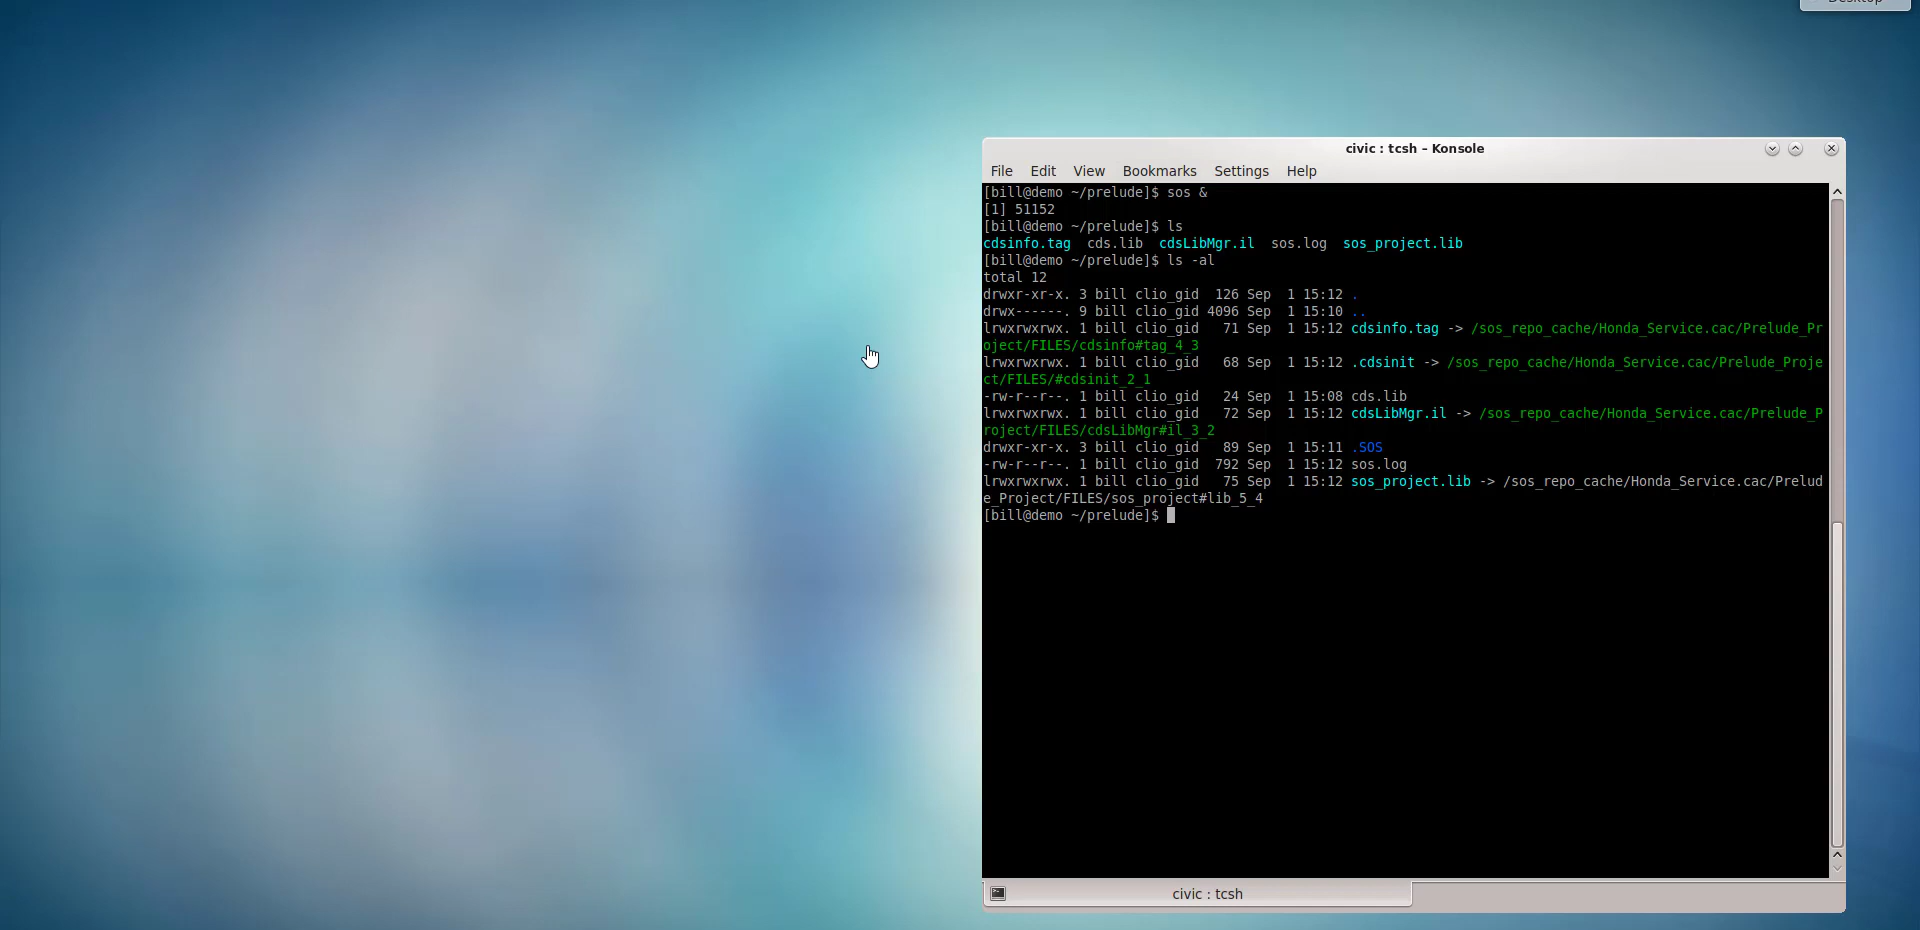 Desktop
civic : tcsh – Konsole
File Edit View Bookmarks Settings Help
[bill@demo ~/prelude]$ sos &
[1] 51152
[bill@demo ~/prelude]$ ls
cdsinfo.tag  cds.lib  cdsLibMgr.il  sos.log  sos_project.lib
[bill@demo ~/prelude]$ ls -al
total 12
drwxr-xr-x. 3 bill clio_gid  126 Sep  1 15:12 .
drwx------. 9 bill clio_gid 4096 Sep  1 15:10 ..
lrwxrwxrwx. 1 bill clio_gid   71 Sep  1 15:12 cdsinfo.tag -> /sos_repo_cache/Honda_Service.cac/Prelude_Pr
oject/FILES/cdsinfo#tag_4_3
lrwxrwxrwx. 1 bill clio_gid   68 Sep  1 15:12 .cdsinit -> /sos_repo_cache/Honda_Service.cac/Prelude_Proje
ct/FILES/#cdsinit_2_1
-rw-r--r--. 1 bill clio_gid   24 Sep  1 15:08 cds.lib
lrwxrwxrwx. 1 bill clio_gid   72 Sep  1 15:12 cdsLibMgr.il -> /sos_repo_cache/Honda_Service.cac/Prelude_P
roject/FILES/cdsLibMgr#il_3_2
drwxr-xr-x. 3 bill clio_gid   89 Sep  1 15:11 .SOS
-rw-r--r--. 1 bill clio_gid  792 Sep  1 15:12 sos.log
lrwxrwxrwx. 1 bill clio_gid   75 Sep  1 15:12 sos_project.lib -> /sos_repo_cache/Honda_Service.cac/Prelud
e_Project/FILES/sos_project#lib_5_4
[bill@demo ~/prelude]$
civic : tcsh